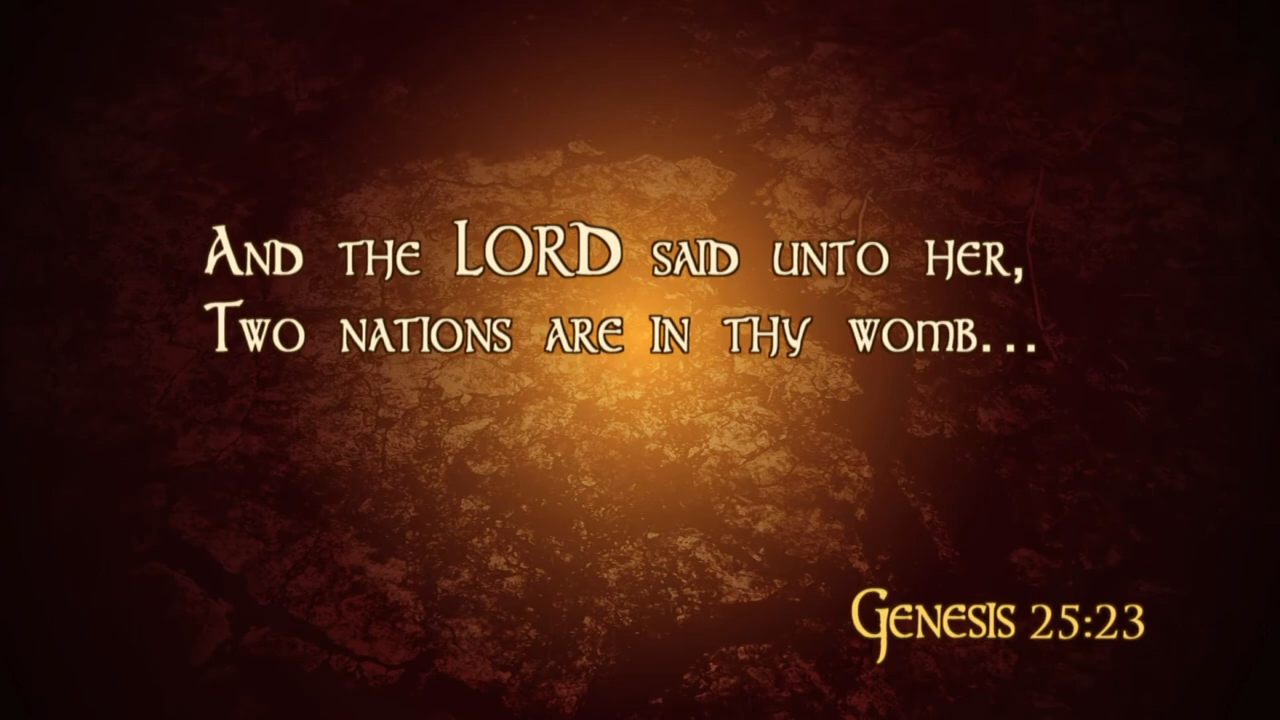 And the LORD said unto her,
Two nations are in thy womb...
Genesis 25:23